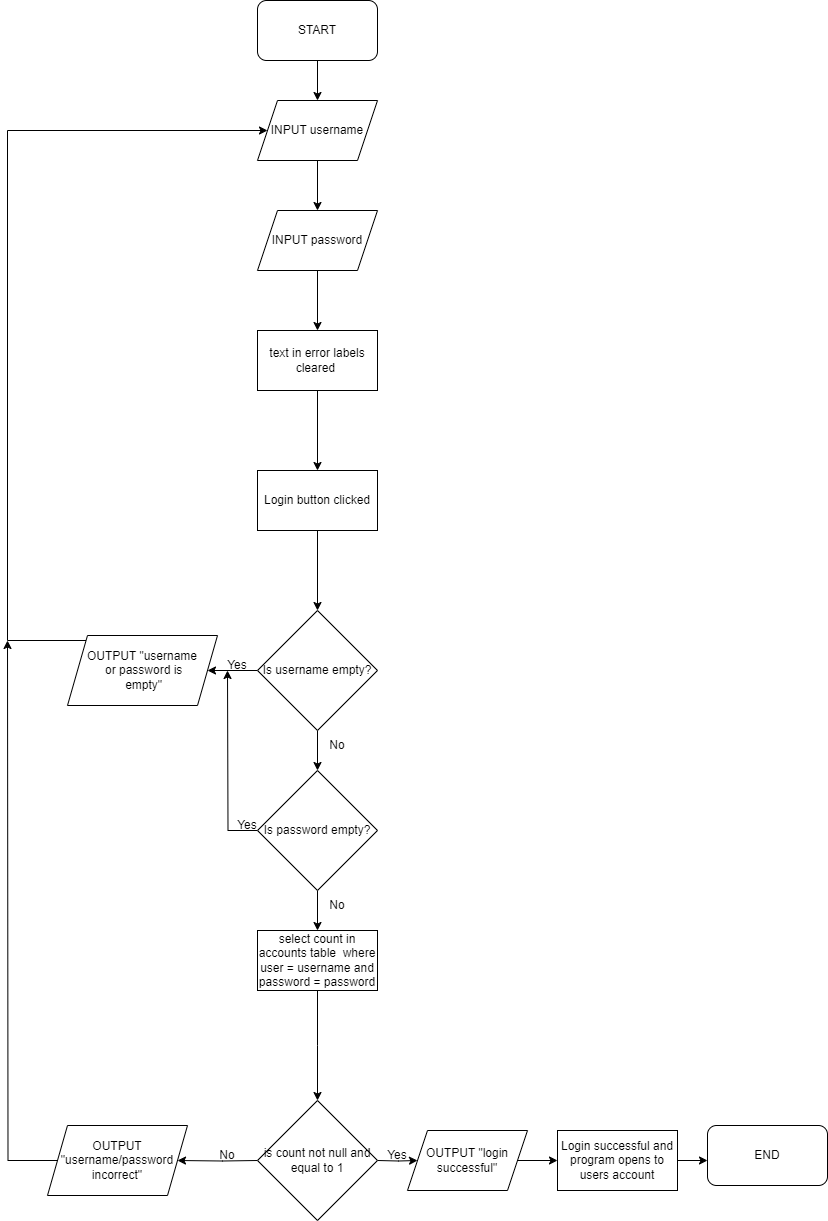 START
INPUT username
INPUT password
text in error labels
cleared
Login button clicked
Is username empty?
Yes
OUTPUT "username
or password is
empty"
No
Is password empty?
Yes
No
select count in
accounts table where
user = username and
password = password
is count not null and
equal to 1
No
OUTPUT
"username/password
incorrect"
Yes
OUTPUT "login
successful"
Login successful and
program opens to
users account
END